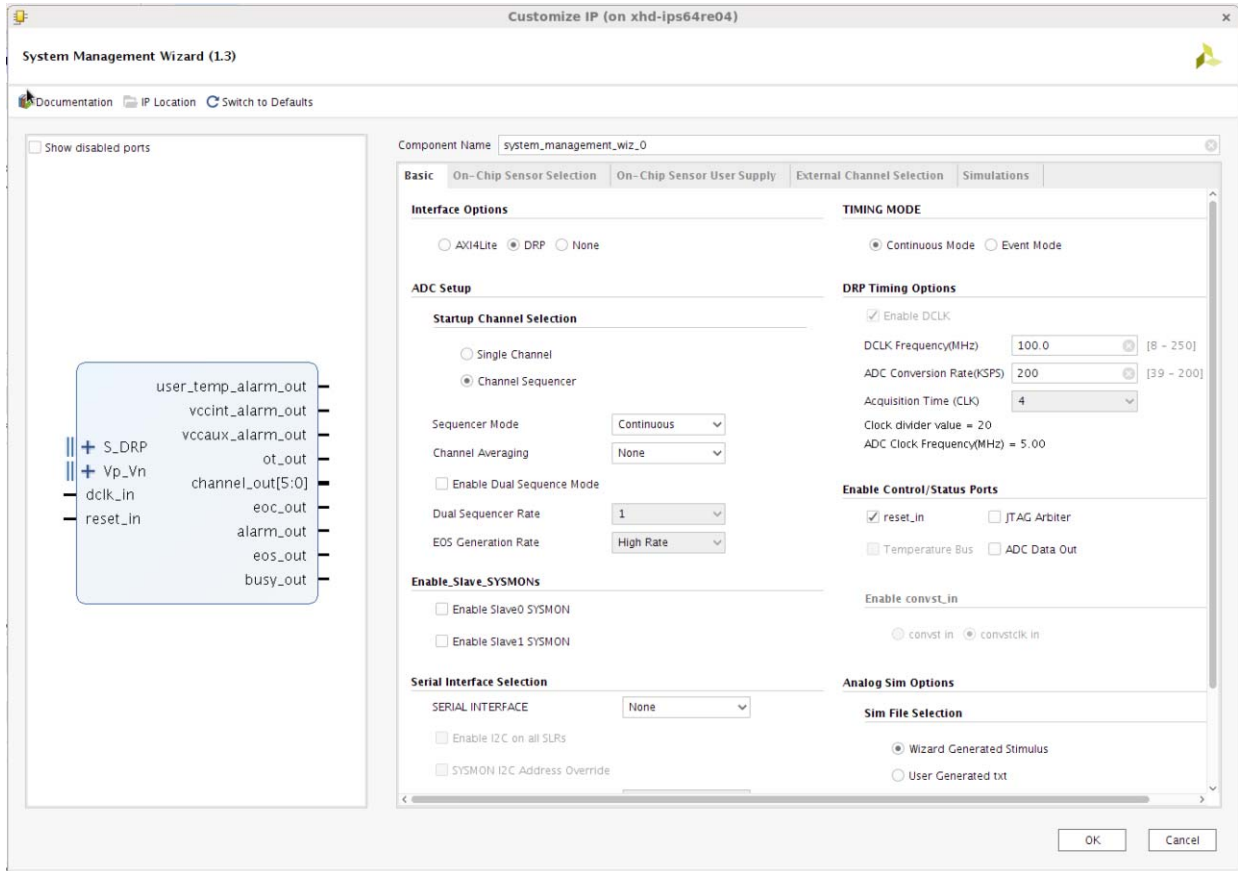 Customize IP (on xhd-ips64re04)
System Management Wizard (1.3)
Documentation IP Location Switch to Defaults
Show disabled ports
S_DRP
Vp_Vn
dclk_in
reset_in
user_temp_alarm_out
vccint_alarm_out
vccaux_alarm_out
ot_out
channel_out[5:0]
eoc_out
alarm_out
eos_out
busy_out
Component Name system_management_wiz_0
Basic On-Chip Sensor Selection On-Chip Sensor User Supply External Channel Selection Simulations
Interface Options
AXI4Lite DRP None
ADC Setup
Startup Channel Selection
Single Channel
Channel Sequencer
Sequencer Mode Continuous
Channel Averaging None
Enable Dual Sequence Mode
Dual Sequencer Rate 1
EOS Generation Rate High Rate
Enable_Slave_SYSMONs
Enable Slave0 SYSMON
Enable Slave1 SYSMON
Serial Interface Selection
SERIAL INTERFACE None
Enable I2C on all SLRs
SYSMON I2C Address Override
TIMING MODE
Continuous Mode Event Mode
DRP Timing Options
Enable DCLK
DCLK Frequency(MHz) 100.0 [8 - 250]
ADC Conversion Rate(KSPS) 200 [39 - 200]
Acquisition Time (CLK) 4
Clock divider value = 20
ADC Clock Frequency(MHz) = 5.00
Enable Control/Status Ports
reset_in JTAG Arbiter
Temperature Bus ADC Data Out
Enable convst_in
convst in convstclk in
Analog Sim Options
Sim File Selection
Wizard Generated Stimulus
User Generated txt
OK Cancel